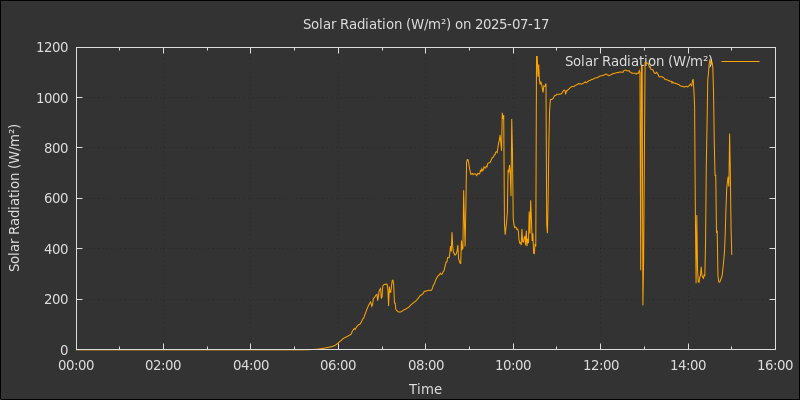 Solar Radiation (W/m²) on 2025-07-17
Solar Radiation (W/m²)
Solar Radiation (W/m²)
1200
1000
800
600
400
200
0
00:00 02:00 04:00 06:00 08:00 10:00 12:00 14:00 16:00
Time